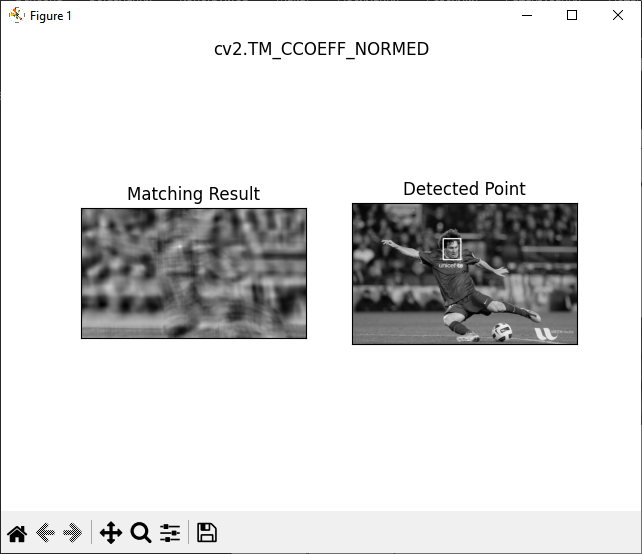 Figure 1
cv2.TM_CCOEFF_NORMED
Matching Result
Detected Point
unicef